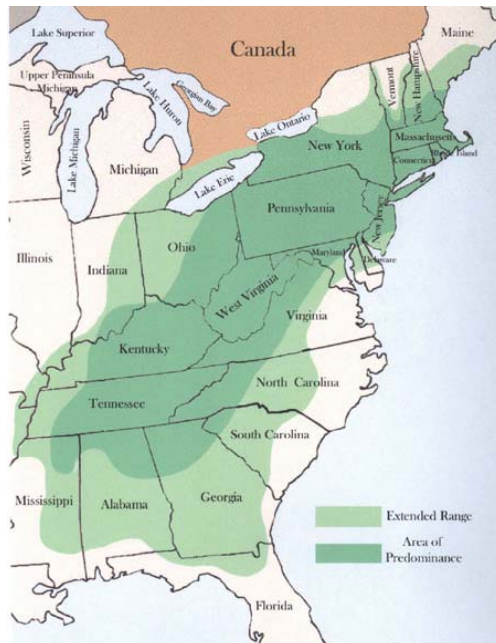 Lake Superior
Canada
Maine
Upper Peninsula
Michigan
Lake Huron
Georgian Bay
Vermont
New Hampshire
Wisconsin
Lake Michigan
Michigan
Lake Ontario
New York
Massachusetts
Connecticut
Rhode Island
Lake Erie
Pennsylvania
New Jersey
Illinois
Indiana
Ohio
Maryland
Delaware
West Virginia
Virginia
Kentucky
North Carolina
Tennessee
South Carolina
Mississippi
Alabama
Georgia
Extended Range
Area of
Predominance
Florida